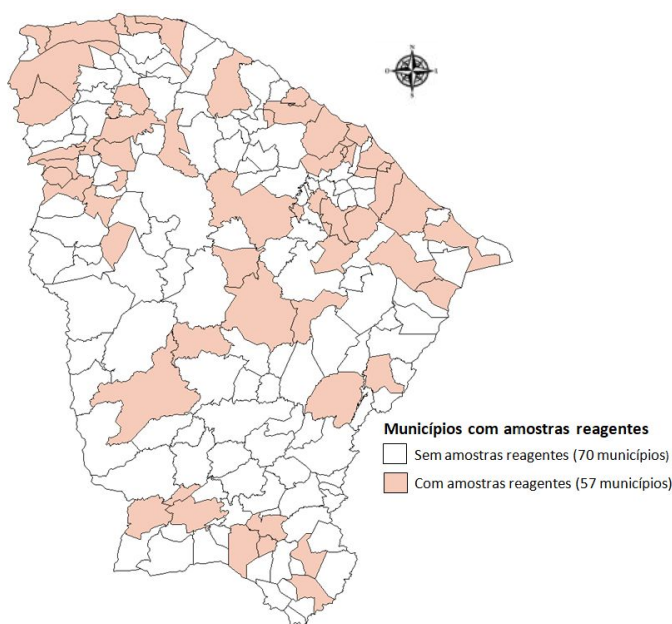 N
O
S
Municípios com amostras reagentes
Sem amostras reagentes (70 municípios)
Com amostras reagentes (57 municípios)